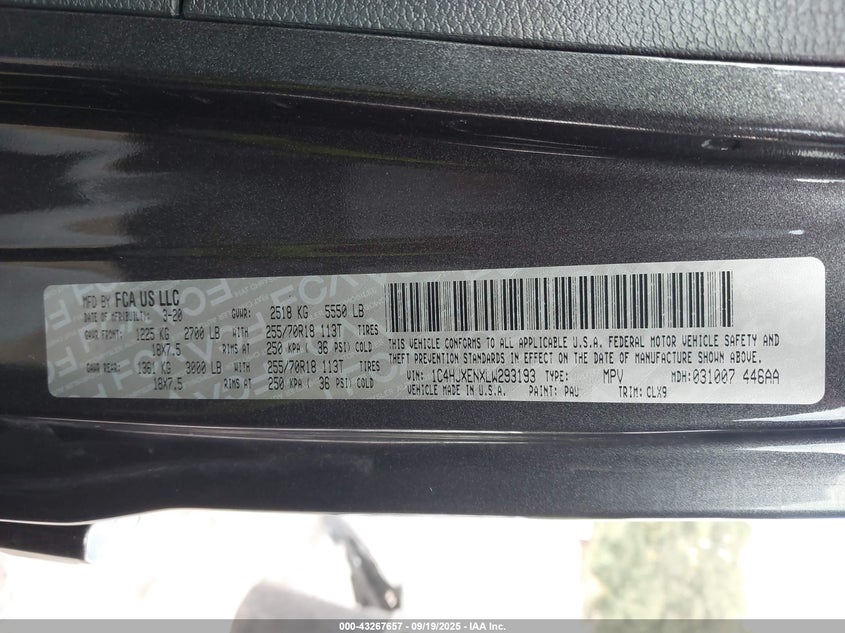 MFD BY FCA US LLC
DATE OF MFR(BUILT): 3-20 GVWR: 2518 KG 5550 LB
GAWR FRONT: 1225 KG 2700 LB WITH 255/70R18 113T TIRES
18X7.5 RIMS AT 250 KPA ( 36 PSI) COLD
GAWR REAR: 1361 KG 3000 LB WITH 255/70R18 113T TIRES
18X7.5 RIMS AT 250 KPA ( 36 PSI) COLD
THIS VEHICLE CONFORMS TO ALL APPLICABLE U.S.A. FEDERAL MOTOR VEHICLE SAFETY AND
THEFT PREVENTION STANDARDS IN EFFECT ON THE DATE OF MANUFACTURE SHOWN ABOVE.
VIN: 1C4HJXENXLW293193 TYPE: MPV MDH: 031007 446AA
VEHICLE MADE IN U.S.A. PAINT: PAU TRIM: CLX9
000-43267657 - 09/19/2025 - IAA Inc.